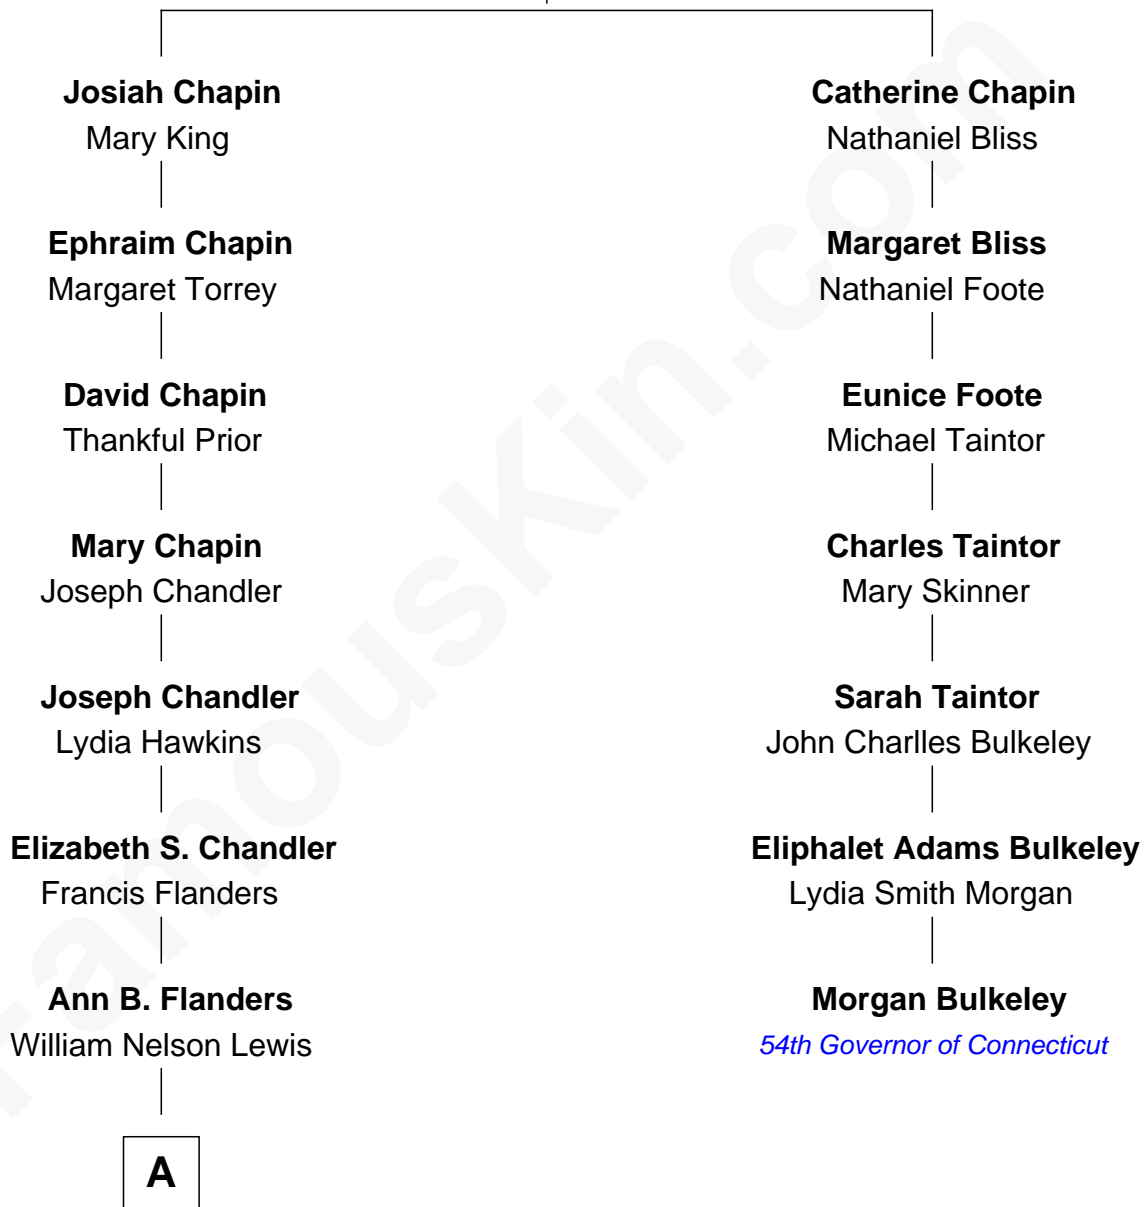 Josiah Chapin
Mary King
Ephraim Chapin
Margaret Torrey
David Chapin
Thankful Prior
Mary Chapin
Joseph Chandler
Joseph Chandler
Lydia Hawkins
Elizabeth S. Chandler
Francis Flanders
Ann B. Flanders
William Nelson Lewis
A
Catherine Chapin
Nathaniel Bliss
Margaret Bliss
Nathaniel Foote
Eunice Foote
Michael Taintor
Charles Taintor
Mary Skinner
Sarah Taintor
John Charlles Bulkeley
Eliphalet Adams Bulkeley
Lydia Smith Morgan
Morgan Bulkeley
54th Governor of Connecticut
FamousKin.com